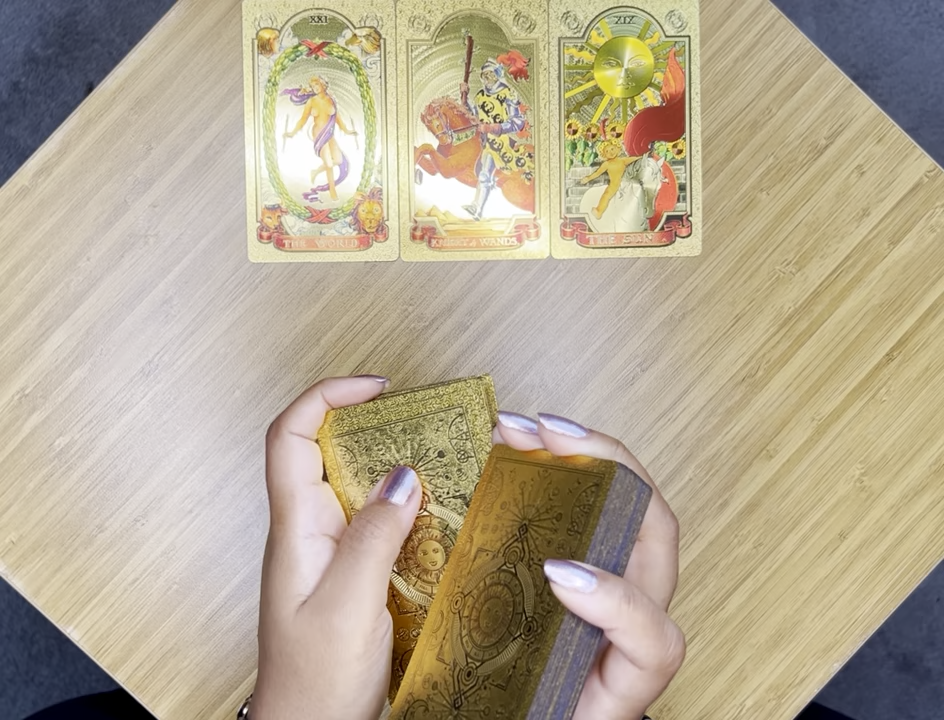 XXI
THE WORLD
KNIGHT of WANDS
XIX
THE SUN